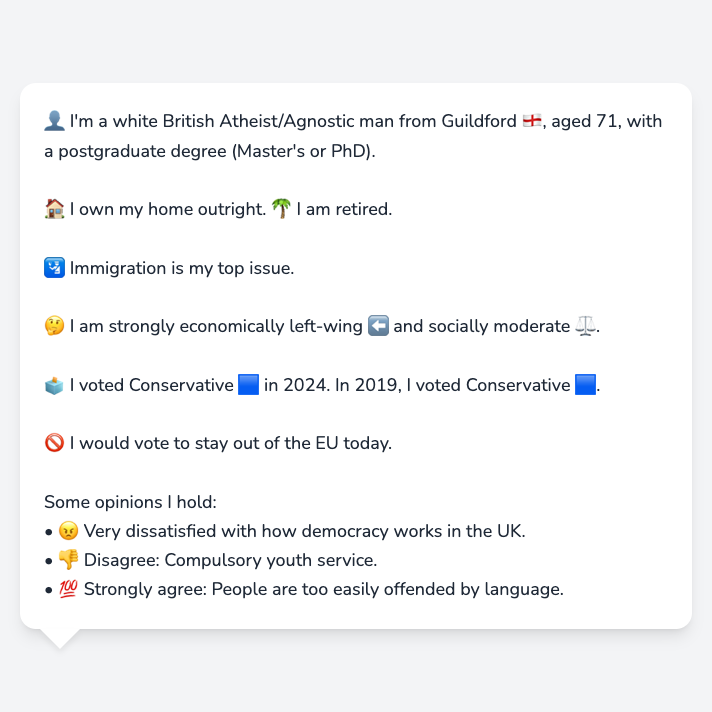 👤 I'm a white British Atheist/Agnostic man from Guildford 🏴󠁧󠁢󠁥󠁮󠁧󠁿, aged 71, with
a postgraduate degree (Master's or PhD).
🏠 I own my home outright. 🌴 I am retired.
🛂 Immigration is my top issue.
🤔 I am strongly economically left-wing ⬅️ and socially moderate ⚖️.
🗳️ I voted Conservative 🟦 in 2024. In 2019, I voted Conservative 🟦.
🚫 I would vote to stay out of the EU today.
Some opinions I hold:
• 😠 Very dissatisfied with how democracy works in the UK.
• 👎 Disagree: Compulsory youth service.
• 💯 Strongly agree: People are too easily offended by language.